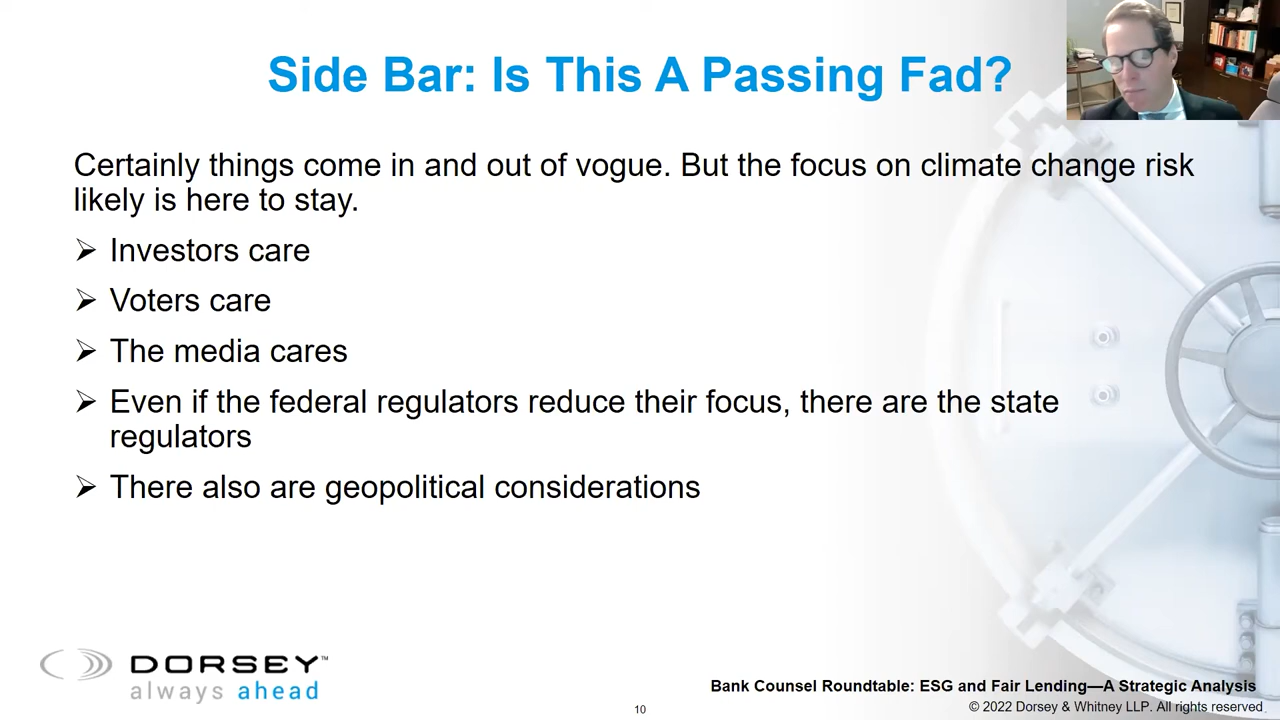 Side Bar: Is This A Passing Fad?
Certainly things come in and out of vogue. But the focus on climate change risk
likely is here to stay.
➢ Investors care
➢ Voters care
➢ The media cares
➢ Even if the federal regulators reduce their focus, there are the state
regulators
➢ There also are geopolitical considerations
DORSEY™
always ahead
Bank Counsel Roundtable: ESG and Fair Lending—A Strategic Analysis
10
© 2022 Dorsey & Whitney LLP. All rights reserved.